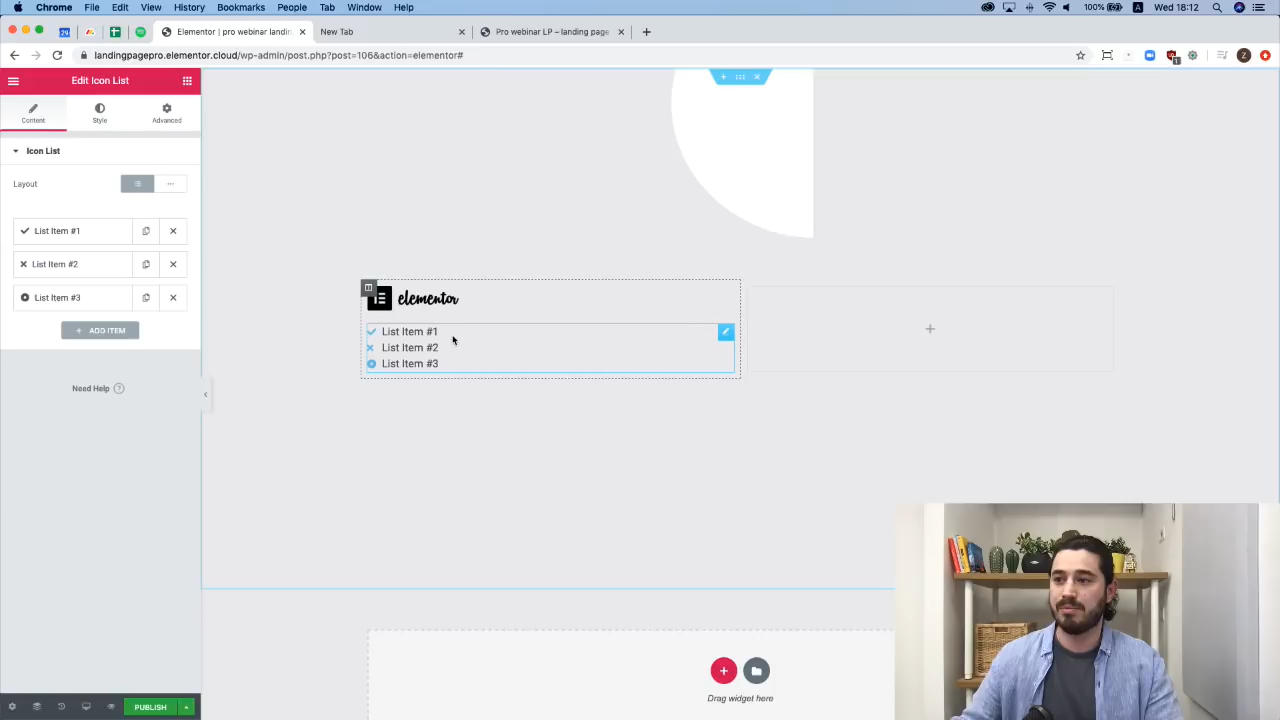 Chrome File Edit View History Bookmarks People Tab Window Help 100% A Wed 18:12
Elementor | pro webinar landin New Tab Pro webinar LP – landing page
landingpagepro.elementor.cloud/wp-admin/post.php?post=106&action=elementor#
Edit Icon List
Content Style Advanced
Icon List
Layout
List Item #1
List Item #2
List Item #3
ADD ITEM
Need Help
PUBLISH
elementor
List Item #1
List Item #2
List Item #3
Drag widget here